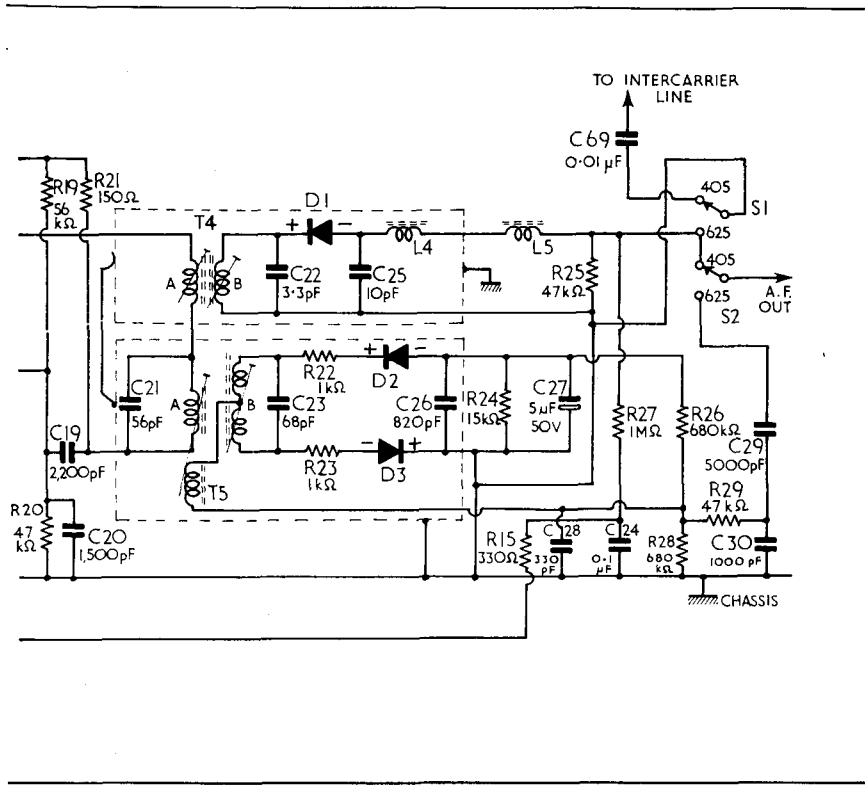 TO INTERCARRIER
LINE
C69
0·01µF
405
S1
625
405
625
S2
A.F.
OUT
R19
56
kΩ
R21
150Ω
T4
A
B
D1
+
-
C22
3·3pF
C25
10pF
L4
L5
R25
47kΩ
C21
56pF
A
B
R22
1kΩ
+
-
D2
C23
68pF
C26
820pF
R24
15kΩ
C27
5µF
50V
R27
1MΩ
R26
680kΩ
C29
5000pF
C19
2,200pF
R23
1kΩ
-
+
D3
T5
R29
47kΩ
R20
47
kΩ
C20
1,500pF
R15
330Ω
C28
330
pF
C24
0·1
µF
R28
680
kΩ
C30
1000pF
CHASSIS